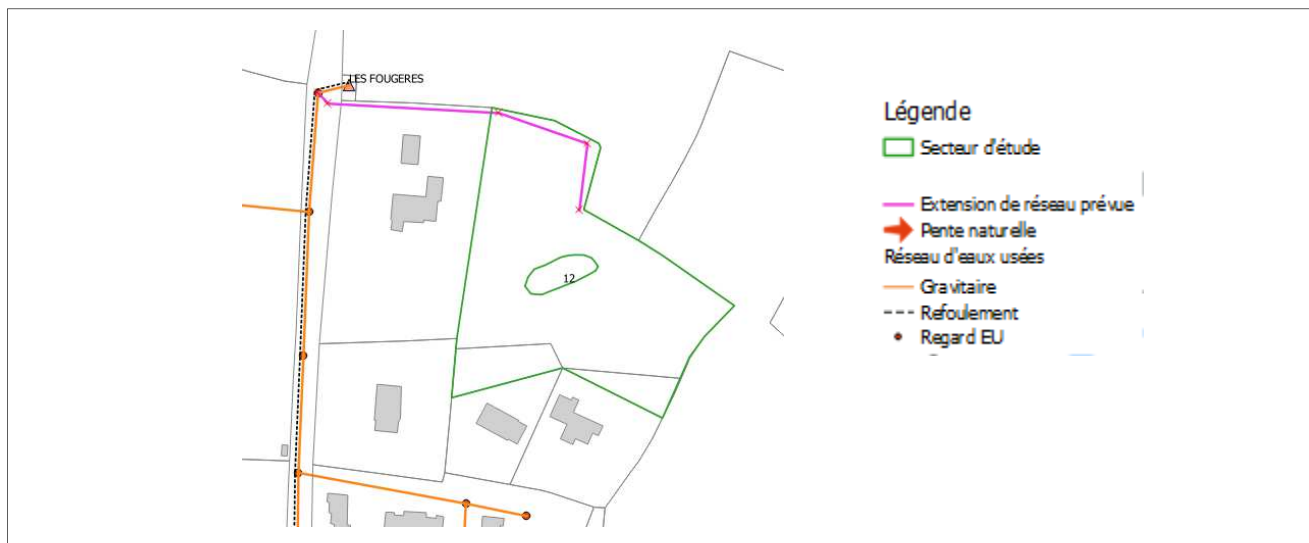 LES FOUGERES
12
Légende
Secteur d'étude
Extension de réseau prévue
Pente naturelle
Réseau d'eaux usées
Gravitaire
Refoulement
Regard EU